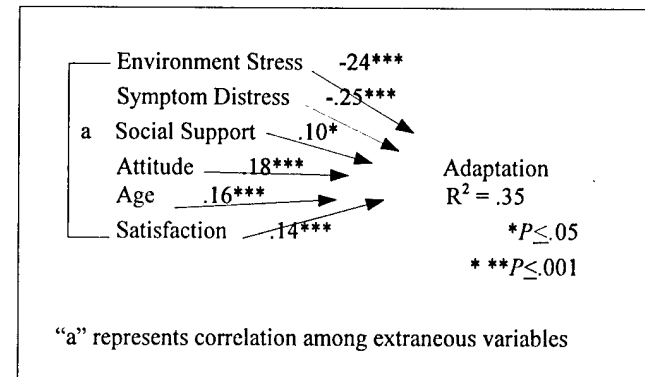 Environment Stress -24***
Symptom Distress -.25***
a Social Support .10*
Attitude .18***
Adaptation
Age .16***
R² = .35
Satisfaction .14***
*P≤.05
* **P≤.001
“a” represents correlation among extraneous variables